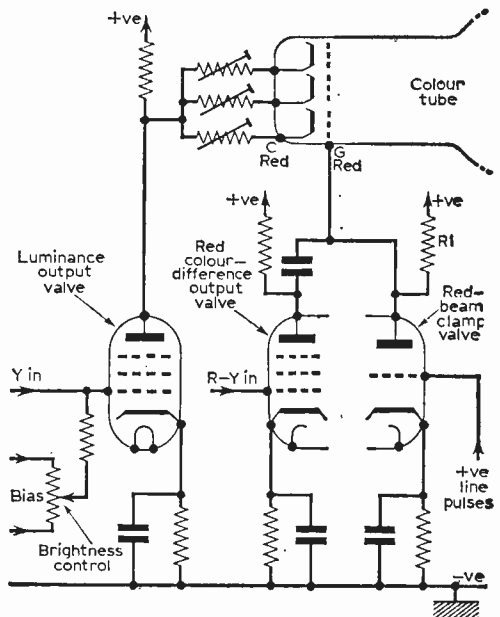 +ve
Colour
tube
C
Red
G
Red
+ve
+ve
R1
Luminance
output
valve
Red
colour-
difference
output
valve
Red-
beam
clamp
valve
Y in
R-Y in
+ve
line
pulses
Bias
Brightness
control
-ve